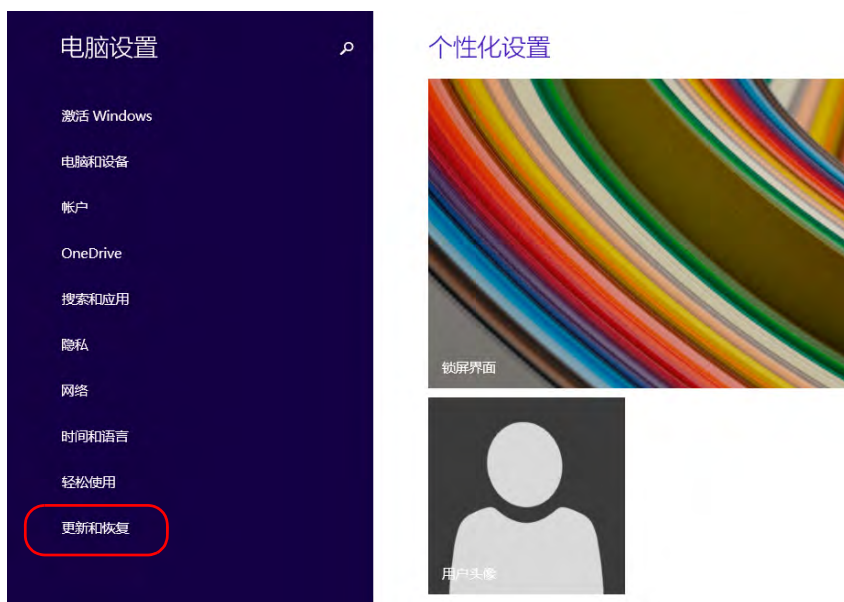 电脑设置
激活 Windows
电脑和设备
帐户
OneDrive
搜索和应用
隐私
网络
时间和语言
轻松使用
更新和恢复
个性化设置
锁屏界面
用户头像